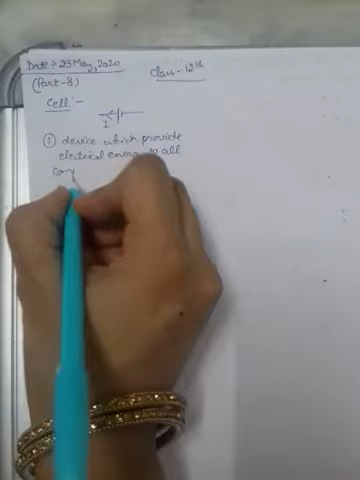 Date :- 23 May, 2020
Class - 12th
(Part-8)
Cell :-
I
① device which provide
electrical energy to all